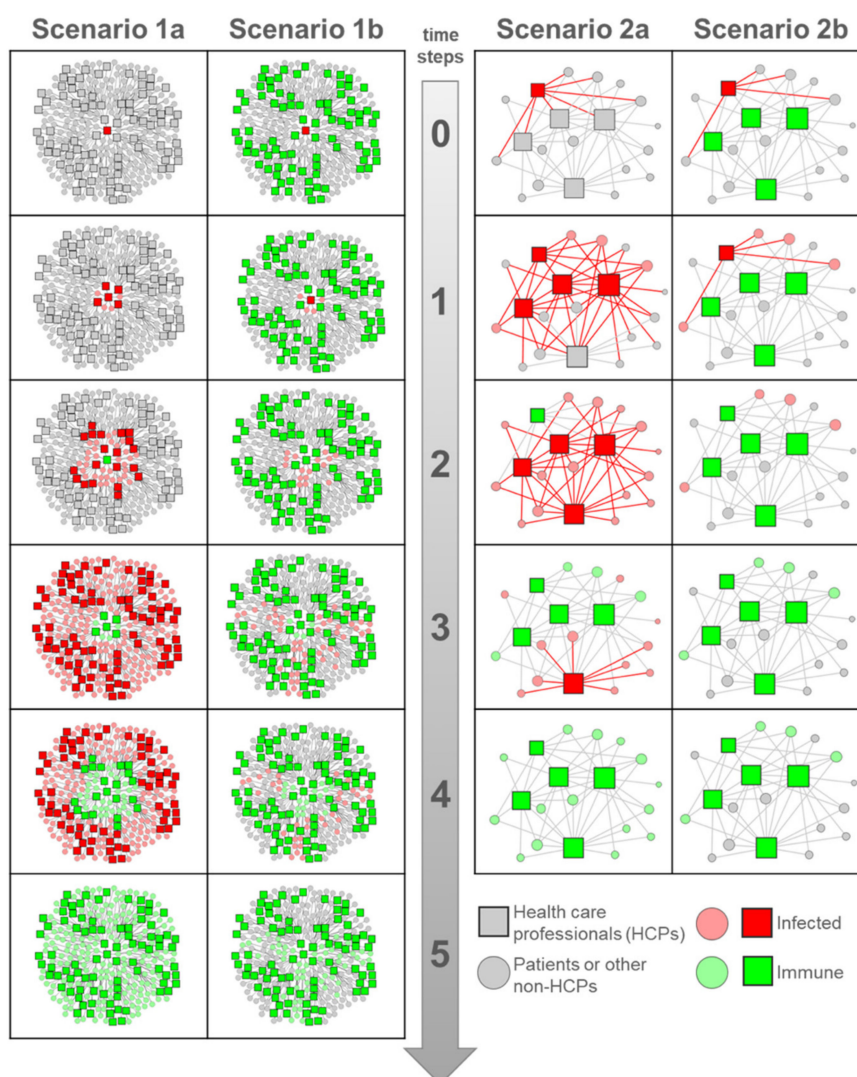 Scenario 1a Scenario 1b time steps Scenario 2a Scenario 2b
0
1
2
3
4
5
Health care
professionals (HCPs)
Infected
Patients or other
non-HCPs
Immune